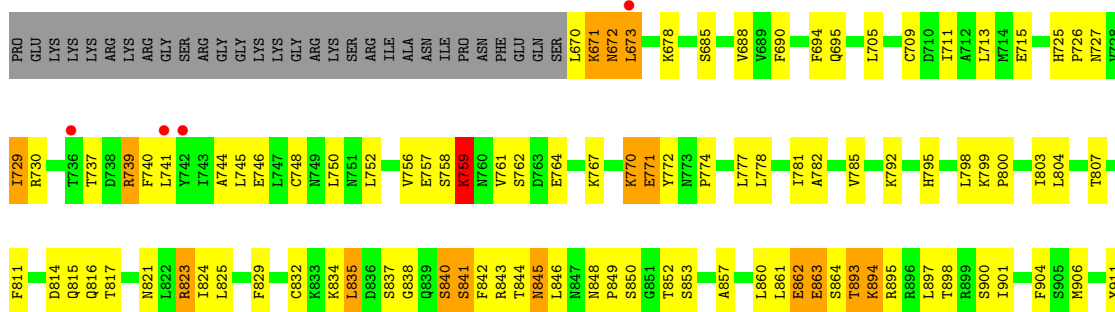 PRO GLU LYS LYS LYS ARG LYS ARG GLY SER ARG GLY GLY LYS LYS GLY ARG LYS SER ARG ILE ALA ASN ILE PRO ASN PHE GLU GLN SER L670 K671 N672 L673 K678 S685 V688 V689 F690 F694 Q695 L705 C709 D710 I711 A712 L713 M714 E715 H725 P726 N727 V728
I729 R730 T736 T737 D738 R739 F740 L741 Y742 I743 A744 L745 E746 L747 C748 N749 L750 N751 L752 V756 E757 S758 K759 N760 V761 S762 D763 E764 K767 K770 E771 Y772 N773 P774 L777 L778 I781 A782 V785 K792 H795 L798 K799 P800 I803 L804 T807
F811 D814 Q815 Q816 T817 N821 L822 R823 I824 L825 F829 C832 K833 K834 L835 D836 S837 G838 Q839 S840 S841 F842 R843 T844 N845 L846 N847 N848 P849 S850 G851 T852 S853 A857 L860 L861 E862 E863 S864 T893 K894 R895 R896 L897 T898 R899 S900 I901 F904 S905 M906 Y911